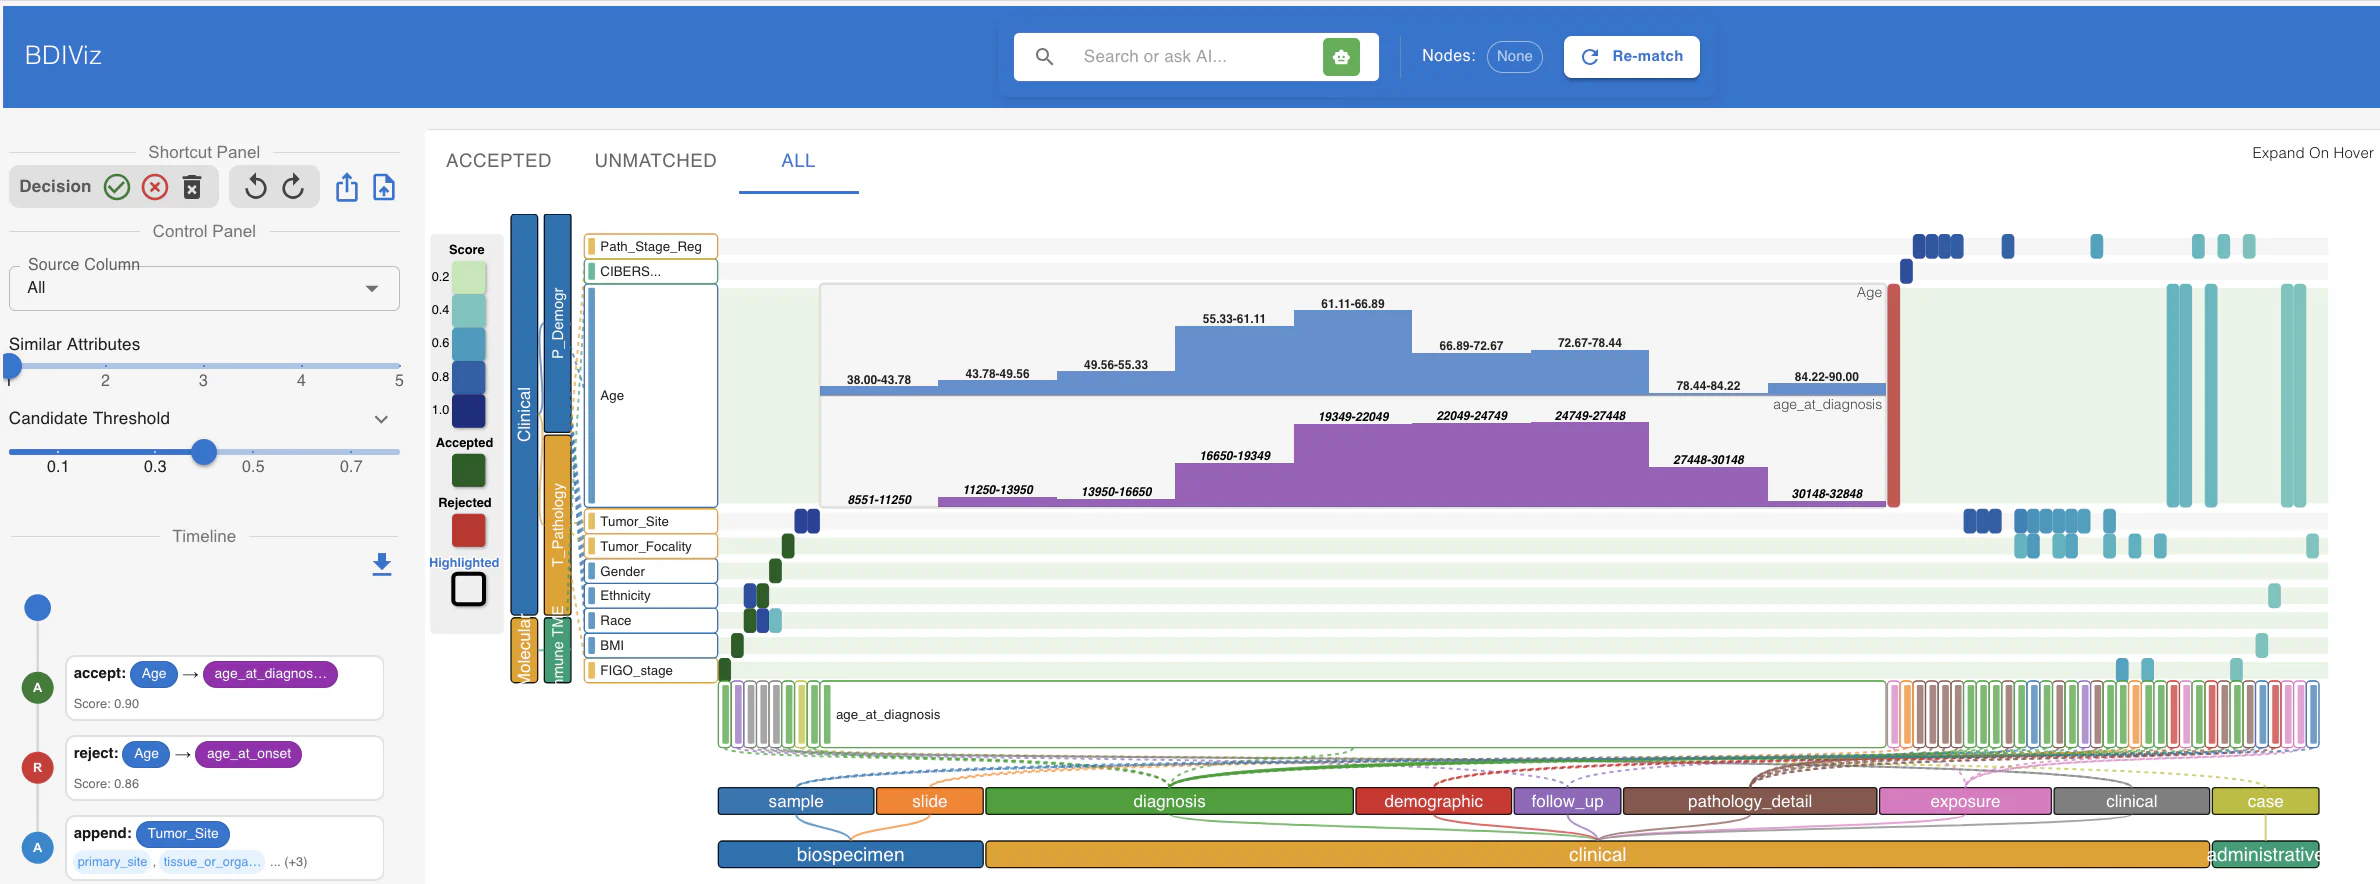 BDIViz
Search or ask AI...
Nodes: None
Re-match
Shortcut Panel
Decision
Control Panel
Source Column
All
Similar Attributes
2 3 4 5
Candidate Threshold
0.1 0.3 0.5 0.7
Timeline
A
accept: Age → age_at_diagnos...
Score: 0.90
R
reject: Age → age_at_onset
Score: 0.86
A
append: Tumor_Site
primary_site , tissue_or_orga... ... (+3)
ACCEPTED UNMATCHED ALL
Expand On Hover
Score
0.2
0.4
0.6
0.8
1.0
Accepted
Rejected
Highlighted
Clinical
Molecular
P_Demogr
T_Pathology
mmune TME
Path_Stage_Reg
CIBERS...
Age
Tumor_Site
Tumor_Focality
Gender
Ethnicity
Race
BMI
FIGO_stage
Age
38.00-43.78
43.78-49.56
49.56-55.33
55.33-61.11
61.11-66.89
66.89-72.67
72.67-78.44
78.44-84.22
84.22-90.00
age_at_diagnosis
8551-11250
11250-13950
13950-16650
16650-19349
19349-22049
22049-24749
24749-27448
27448-30148
30148-32848
age_at_diagnosis
sample slide diagnosis demographic follow_up pathology_detail exposure clinical case
biospecimen clinical administrative